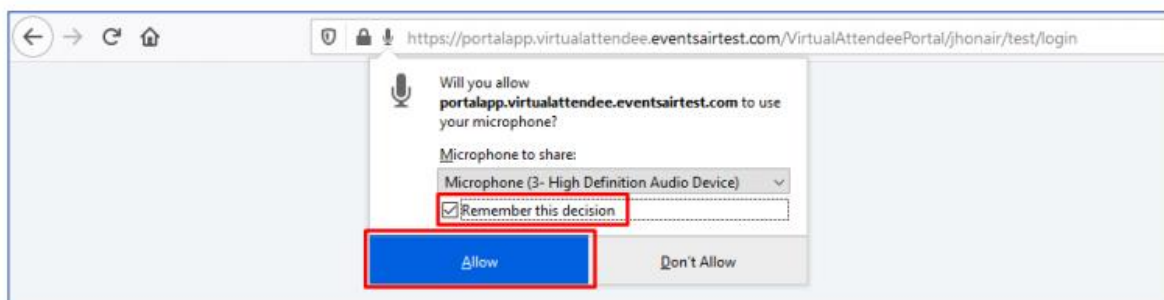 https://portalapp.virtualattendee.eventsairtest.com/VirtualAttendeePortal/jhonair/test/login
Will you allow
portalapp.virtualattendee.eventsairtest.com to use
your microphone?
Microphone to share:
Microphone (3- High Definition Audio Device)
Remember this decision
Allow
Don't Allow